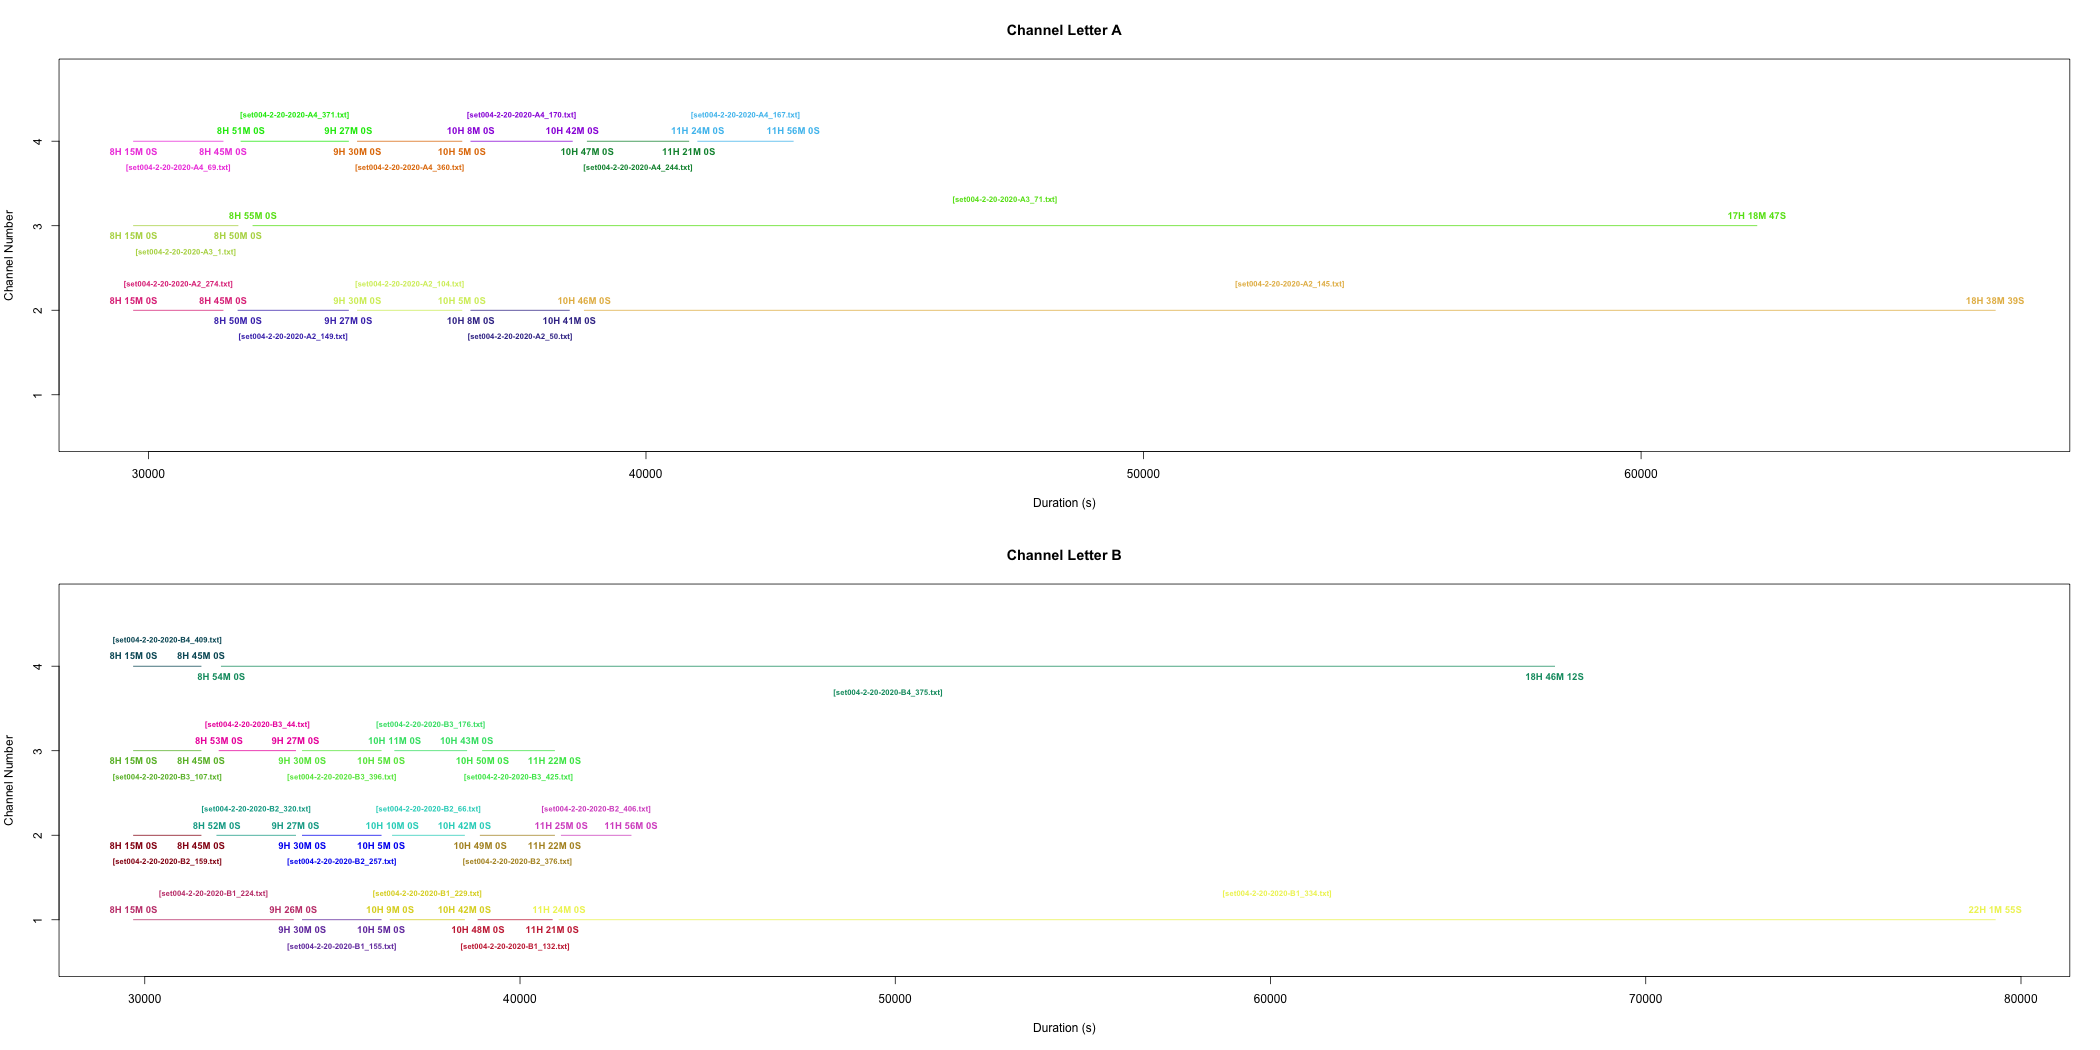 Channel Letter A
[set004-2-20-2020-A4_371.txt] [set004-2-20-2020-A4_170.txt] [set004-2-20-2020-A4_167.txt]
8H 51M 0S 9H 27M 0S 10H 8M 0S 10H 42M 0S 11H 24M 0S 11H 56M 0S
4
8H 15M 0S 8H 45M 0S 9H 30M 0S 10H 5M 0S 10H 47M 0S 11H 21M 0S
[set004-2-20-2020-A4_69.txt] [set004-2-20-2020-A4_360.txt] [set004-2-20-2020-A4_244.txt]
[set004-2-20-2020-A3_71.txt]
8H 55M 0S 17H 18M 47S
3
8H 15M 0S 8H 50M 0S
[set004-2-20-2020-A3_1.txt]
Channel Number
[set004-2-20-2020-A2_274.txt] [set004-2-20-2020-A2_104.txt] [set004-2-20-2020-A2_145.txt]
8H 15M 0S 8H 45M 0S 9H 30M 0S 10H 5M 0S 10H 46M 0S 18H 38M 39S
2
8H 50M 0S 9H 27M 0S 10H 8M 0S 10H 41M 0S
[set004-2-20-2020-A2_149.txt] [set004-2-20-2020-A2_50.txt]
1
30000 40000 50000 60000
Duration (s)
Channel Letter B
[set004-2-20-2020-B4_409.txt]
8H 15M 0S 8H 45M 0S
4
8H 54M 0S 18H 46M 12S
[set004-2-20-2020-B4_375.txt]
[set004-2-20-2020-B3_44.txt] [set004-2-20-2020-B3_176.txt]
8H 53M 0S 9H 27M 0S 10H 11M 0S 10H 43M 0S
3
8H 15M 0S 8H 45M 0S 9H 30M 0S 10H 5M 0S 10H 50M 0S 11H 22M 0S
[set004-2-20-2020-B3_107.txt] [set004-2-20-2020-B3_396.txt] [set004-2-20-2020-B3_425.txt]
Channel Number
[set004-2-20-2020-B2_320.txt] [set004-2-20-2020-B2_66.txt] [set004-2-20-2020-B2_406.txt]
8H 52M 0S 9H 27M 0S 10H 10M 0S 10H 42M 0S 11H 25M 0S 11H 56M 0S
2
8H 15M 0S 8H 45M 0S 9H 30M 0S 10H 5M 0S 10H 49M 0S 11H 22M 0S
[set004-2-20-2020-B2_159.txt] [set004-2-20-2020-B2_257.txt] [set004-2-20-2020-B2_376.txt]
[set004-2-20-2020-B1_224.txt] [set004-2-20-2020-B1_229.txt] [set004-2-20-2020-B1_334.txt]
8H 15M 0S 9H 26M 0S 10H 9M 0S 10H 42M 0S 11H 24M 0S 22H 1M 55S
1
9H 30M 0S 10H 5M 0S 10H 48M 0S 11H 21M 0S
[set004-2-20-2020-B1_155.txt] [set004-2-20-2020-B1_132.txt]
30000 40000 50000 60000 70000 80000
Duration (s)